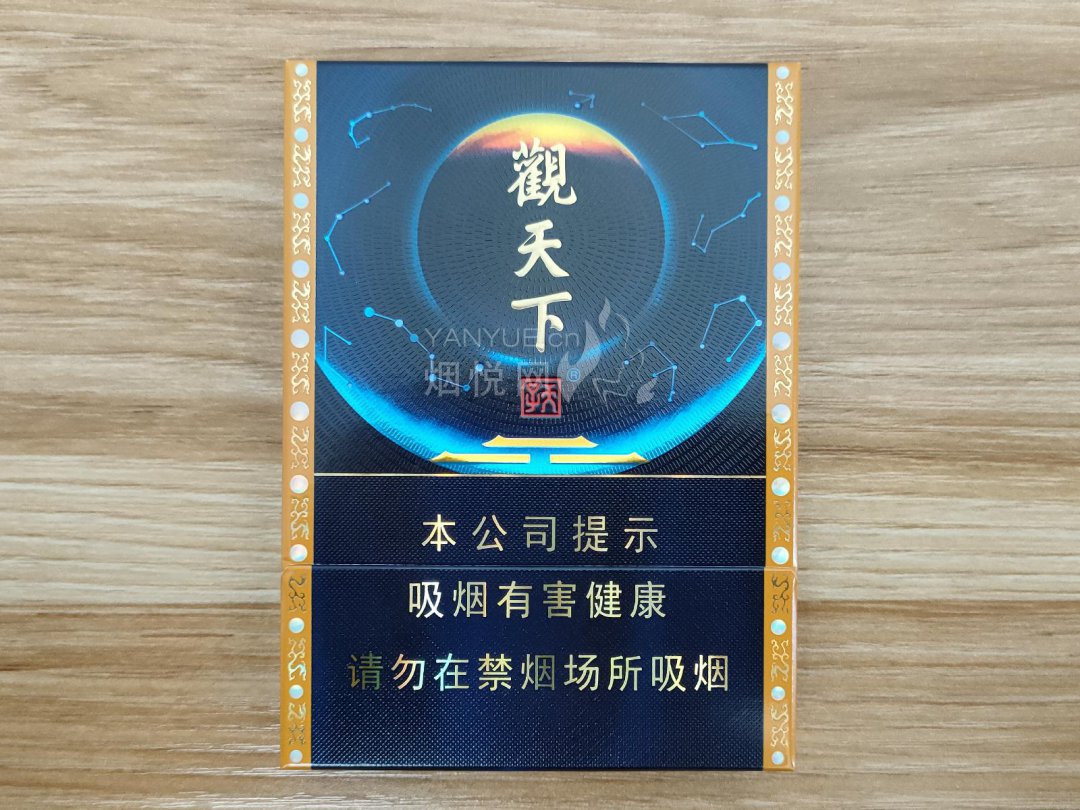 觀天下
YANYUE.cn
烟悦网®
本公司提示
吸烟有害健康
请勿在禁烟场所吸烟